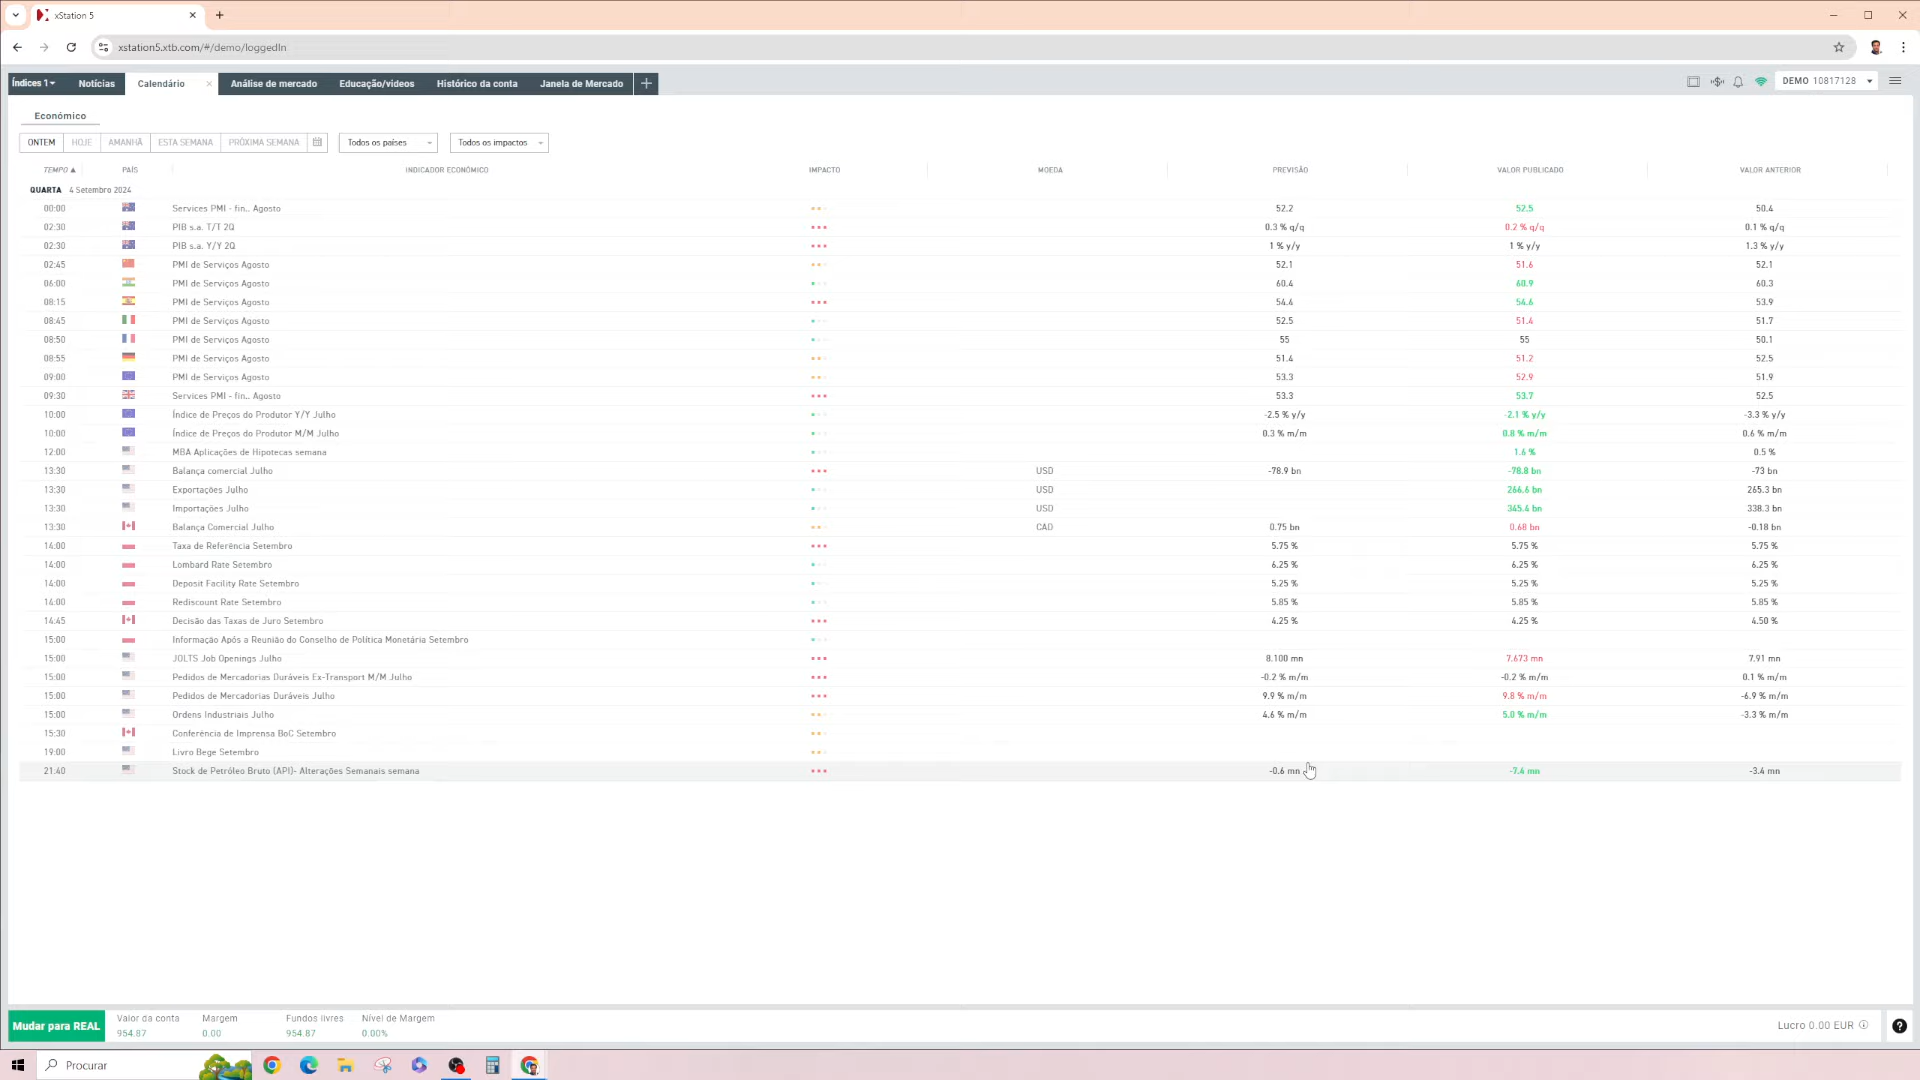 xStation 5
xstation5.xtb.com/#/demo/loggedIn
Índices 1 Notícias Calendário Análise de mercado Educação/videos Histórico da conta Janela de Mercado DEMO 10817128
Económico
ONTEM HOJE AMANHÃ ESTA SEMANA PRÓXIMA SEMANA Todos os países Todos os impactos
TEMPO PAÍS INDICADOR ECONÓMICO IMPACTO MOEDA PREVISÃO VALOR PUBLICADO VALOR ANTERIOR
QUARTA 4 Setembro 2024
00:00 Services PMI - fin.. Agosto 52.2 52.5 50.4
02:30 PIB s.a. T/T 2Q 0.3 % q/q 0.2 % q/q 0.1 % q/q
02:30 PIB s.a. Y/Y 2Q 1 % y/y 1 % y/y 1.3 % y/y
02:45 PMI de Serviços Agosto 52.1 51.6 52.1
06:00 PMI de Serviços Agosto 60.4 60.9 60.3
08:15 PMI de Serviços Agosto 54.4 54.6 53.9
08:45 PMI de Serviços Agosto 52.5 51.4 51.7
08:50 PMI de Serviços Agosto 55 55 50.1
08:55 PMI de Serviços Agosto 51.4 51.2 52.5
09:00 PMI de Serviços Agosto 53.3 52.9 51.9
09:30 Services PMI - fin.. Agosto 53.3 53.7 52.5
10:00 Índice de Preços do Produtor Y/Y Julho -2.5 % y/y -2.1 % y/y -3.3 % y/y
10:00 Índice de Preços do Produtor M/M Julho 0.3 % m/m 0.8 % m/m 0.6 % m/m
12:00 MBA Aplicações de Hipotecas semana 1.6 % 0.5 %
13:30 Balança comercial Julho USD -78.9 bn -78.8 bn -73 bn
13:30 Exportações Julho USD 266.6 bn 265.3 bn
13:30 Importações Julho USD 345.4 bn 338.3 bn
13:30 Balança Comercial Julho CAD 0.75 bn 0.68 bn -0.18 bn
14:00 Taxa de Referência Setembro 5.75 % 5.75 % 5.75 %
14:00 Lombard Rate Setembro 6.25 % 6.25 % 6.25 %
14:00 Deposit Facility Rate Setembro 5.25 % 5.25 % 5.25 %
14:00 Rediscount Rate Setembro 5.85 % 5.85 % 5.85 %
14:45 Decisão das Taxas de Juro Setembro 4.25 % 4.25 % 4.50 %
15:00 Informação Após a Reunião do Conselho de Política Monetária Setembro
15:00 JOLTS Job Openings Julho 8.100 mn 7.673 mn 7.91 mn
15:00 Pedidos de Mercadorias Duráveis Ex-Transport M/M Julho -0.2 % m/m -0.2 % m/m 0.1 % m/m
15:00 Pedidos de Mercadorias Duráveis Julho 9.9 % m/m 9.8 % m/m -6.9 % m/m
15:00 Ordens Industriais Julho 4.6 % m/m 5.0 % m/m -3.3 % m/m
15:30 Conferência de Imprensa BoC Setembro
19:00 Livro Bege Setembro
21:40 Stock de Petróleo Bruto (API)- Alterações Semanais semana -0.6 mn -7.4 mn -3.4 mn
Mudar para REAL Valor da conta Margem Fundos livres Nível de Margem Lucro 0.00 EUR
954.87 0.00 954.87 0.00%
Procurar